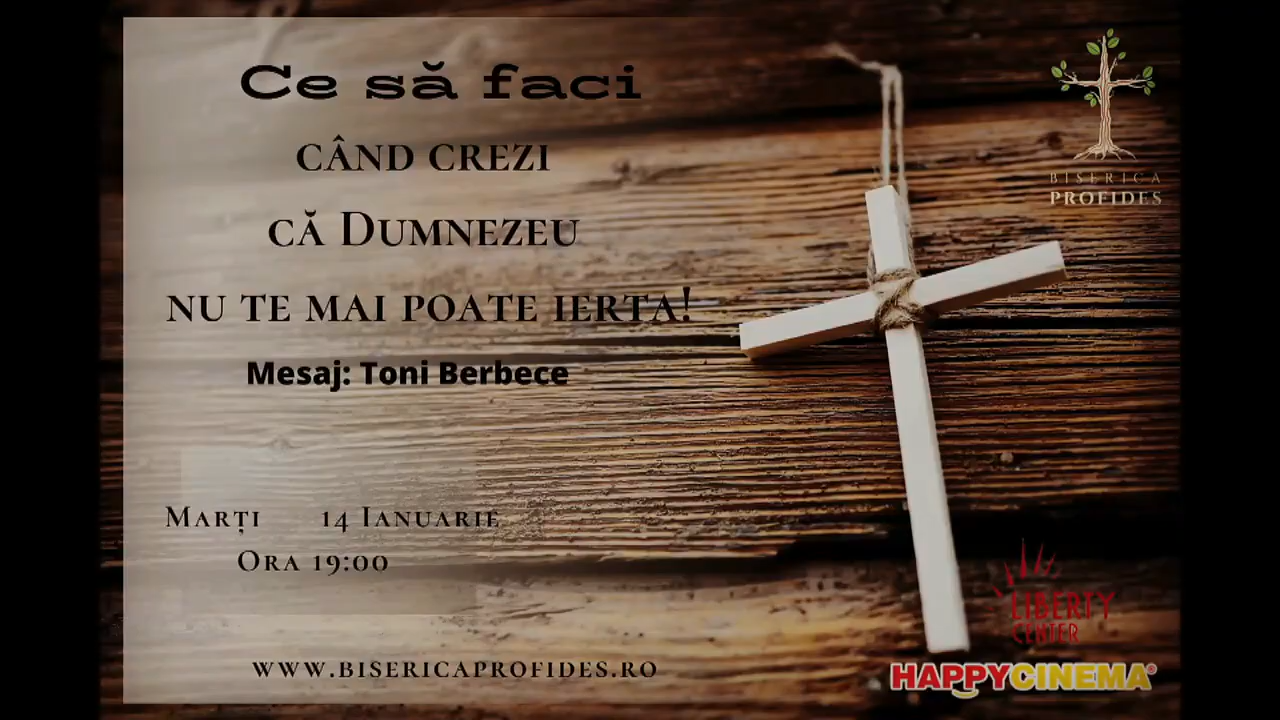 Ce să faci
CÂND CREZI
CĂ DUMNEZEU
NU TE MAI POATE IERTA!
Mesaj: Toni Berbece
MARȚI 14 IANUARIE
ORA 19:00
WWW.BISERICAPROFIDES.RO
BISERICA
PROFIDES
LIBERTY
CENTER
HAPPYCINEMA®